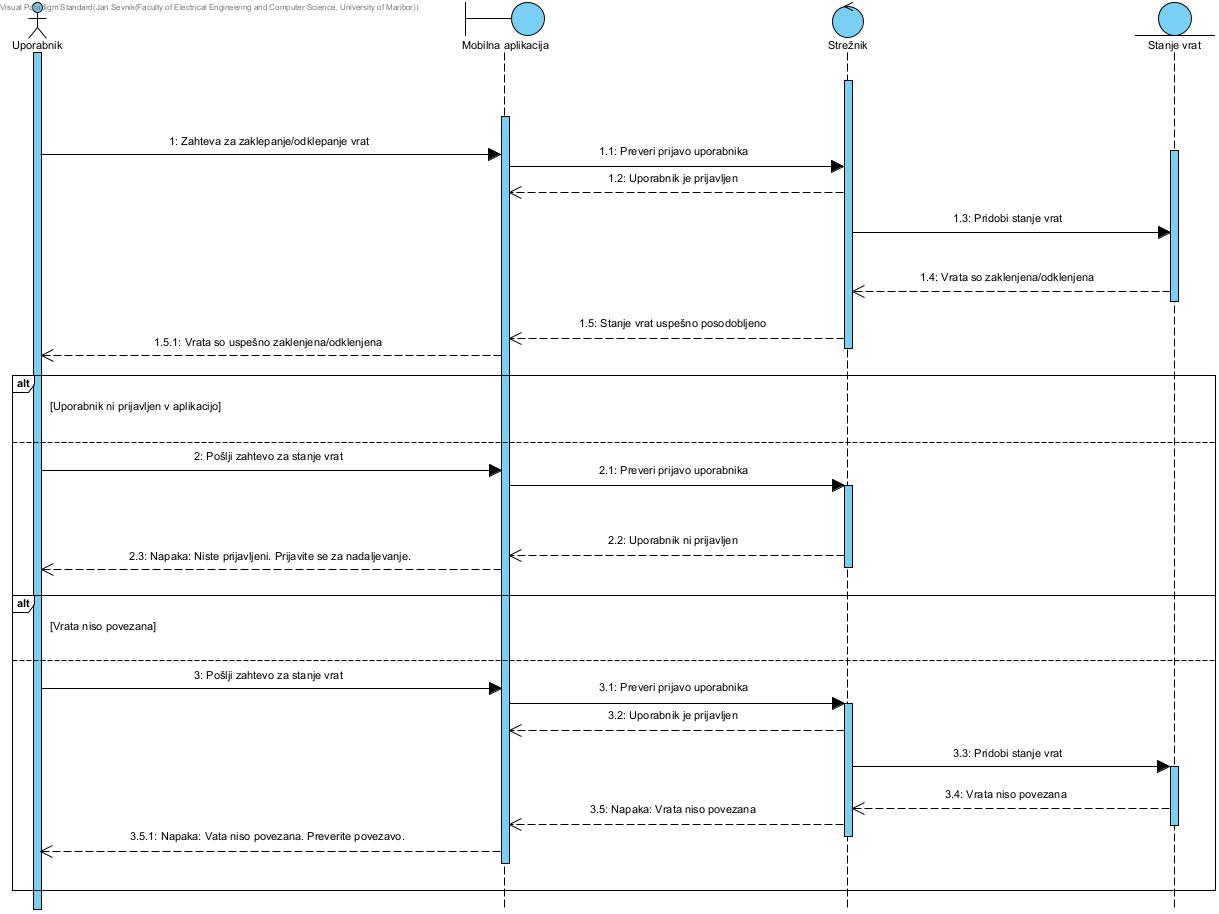 Visual Paradigm Standard(Jan Sevnik(Faculty of Electrical Engineering and Computer Science, University of Maribor))
Uporabnik
Mobilna aplikacija
Strežnik
Stanje vrat
1: Zahteva za zaklepanje/odklepanje vrat
1.1: Preveri prijavo uporabnika
1.2: Uporabnik je prijavljen
1.3: Pridobi stanje vrat
1.4: Vrata so zaklenjena/odklenjena
1.5: Stanje vrat uspešno posodobljeno
1.5.1: Vrata so uspešno zaklenjena/odklenjena
alt
[Uporabnik ni prijavljen v aplikacijo]
2: Pošlji zahtevo za stanje vrat
2.1: Preveri prijavo uporabnika
2.2: Uporabnik ni prijavljen
2.3: Napaka: Niste prijavljeni. Prijavite se za nadaljevanje.
alt
[Vrata niso povezana]
3: Pošlji zahtevo za stanje vrat
3.1: Preveri prijavo uporabnika
3.2: Uporabnik je prijavljen
3.3: Pridobi stanje vrat
3.4: Vrata niso povezana
3.5: Napaka: Vrata niso povezana
3.5.1: Napaka: Vata niso povezana. Preverite povezavo.